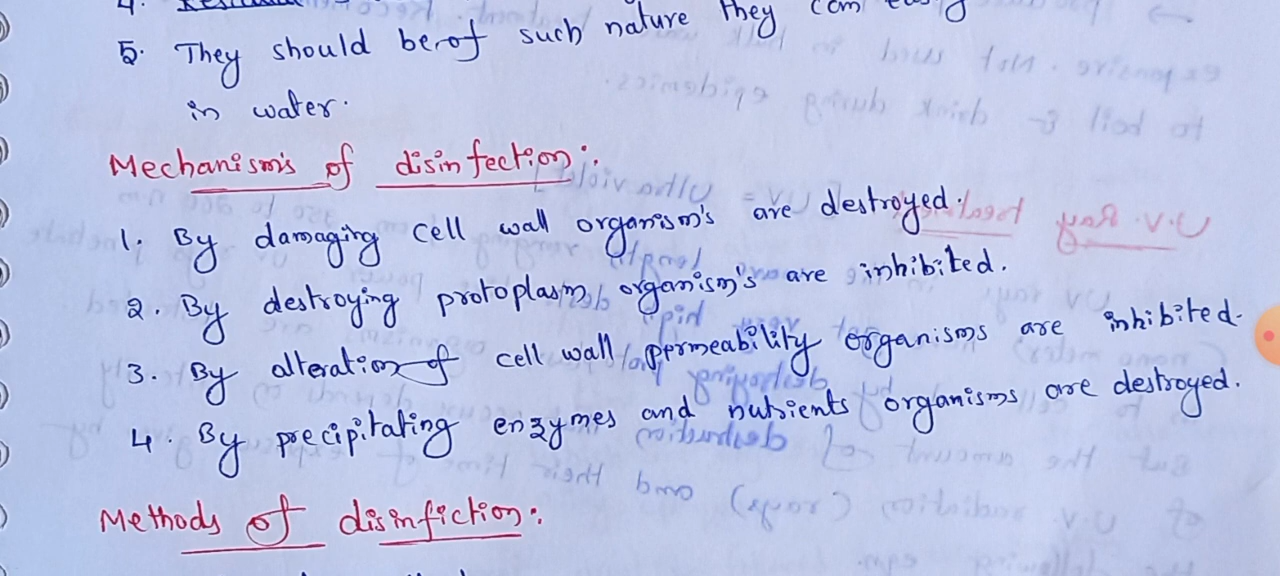 4.
5. They should be of such nature they can
in water.
Mechanism's of disinfection:
1. By damaging cell wall organism's are destroyed.
2. By destroying protoplasm, organism's are inhibited.
3. By alteration of cell wall permeability organisms are inhibited.
4. By precipitating enzymes and nutrients organisms are destroyed.
Methods of disinfiction: